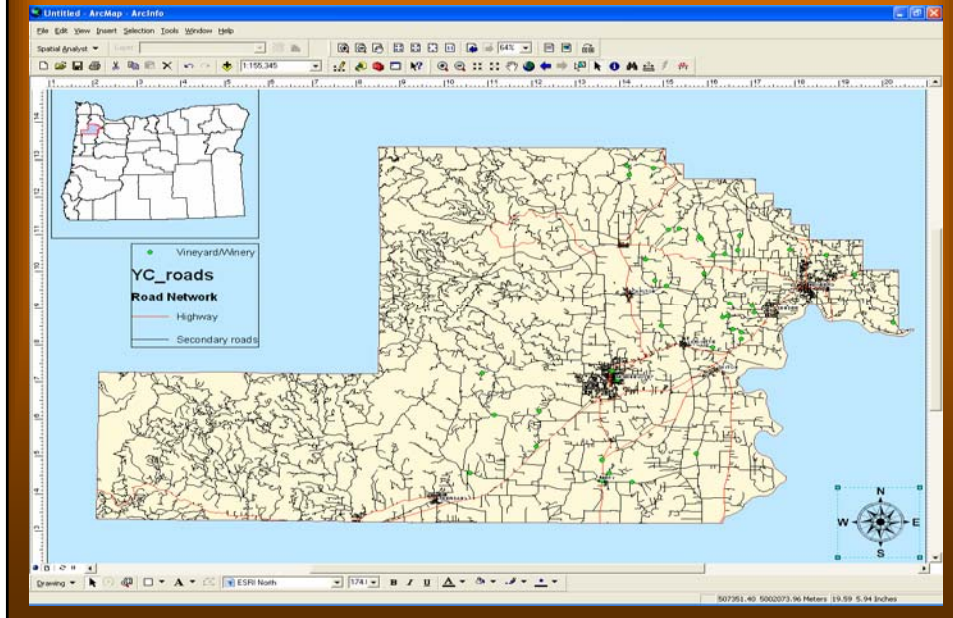 Untitled - ArcMap - ArcInfo
File Edit View Insert Selection Tools Window Help
Spatial Analyst
Layer:
64%
1:155,345
Vineyard/Winery
YC_roads
Road Network
Highway
Secondary roads
N
W E
S
Drawing
A
ESRI North
B I U A
507351.40 5002073.96 Meters 19.59 5.94 Inches